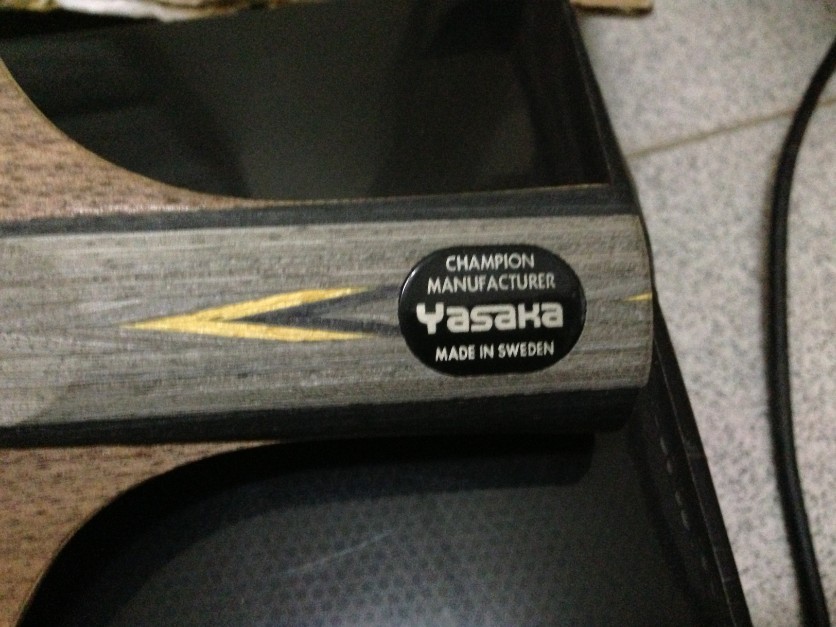 CHAMPION
MANUFACTURER
Yasaka
MADE IN SWEDEN